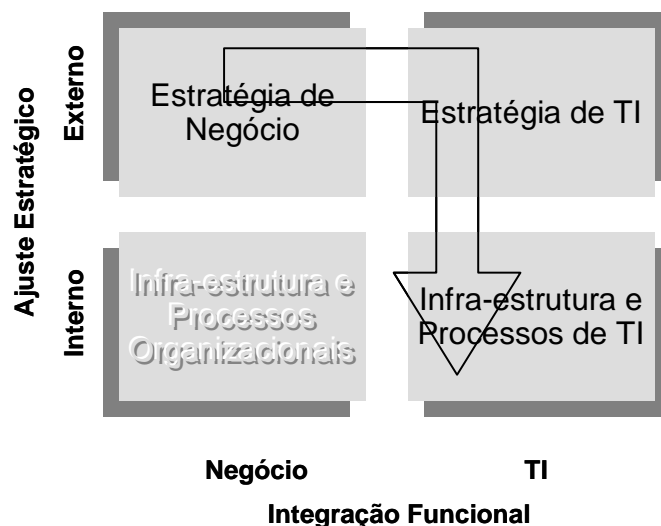 Ajuste Estratégico
Externo
Estratégia de
Negócio
Estratégia de TI
Interno
Infra-estrutura e
Processos
Organizacionais
Infra-estrutura e
Processos de TI
Negócio
TI
Integração Funcional